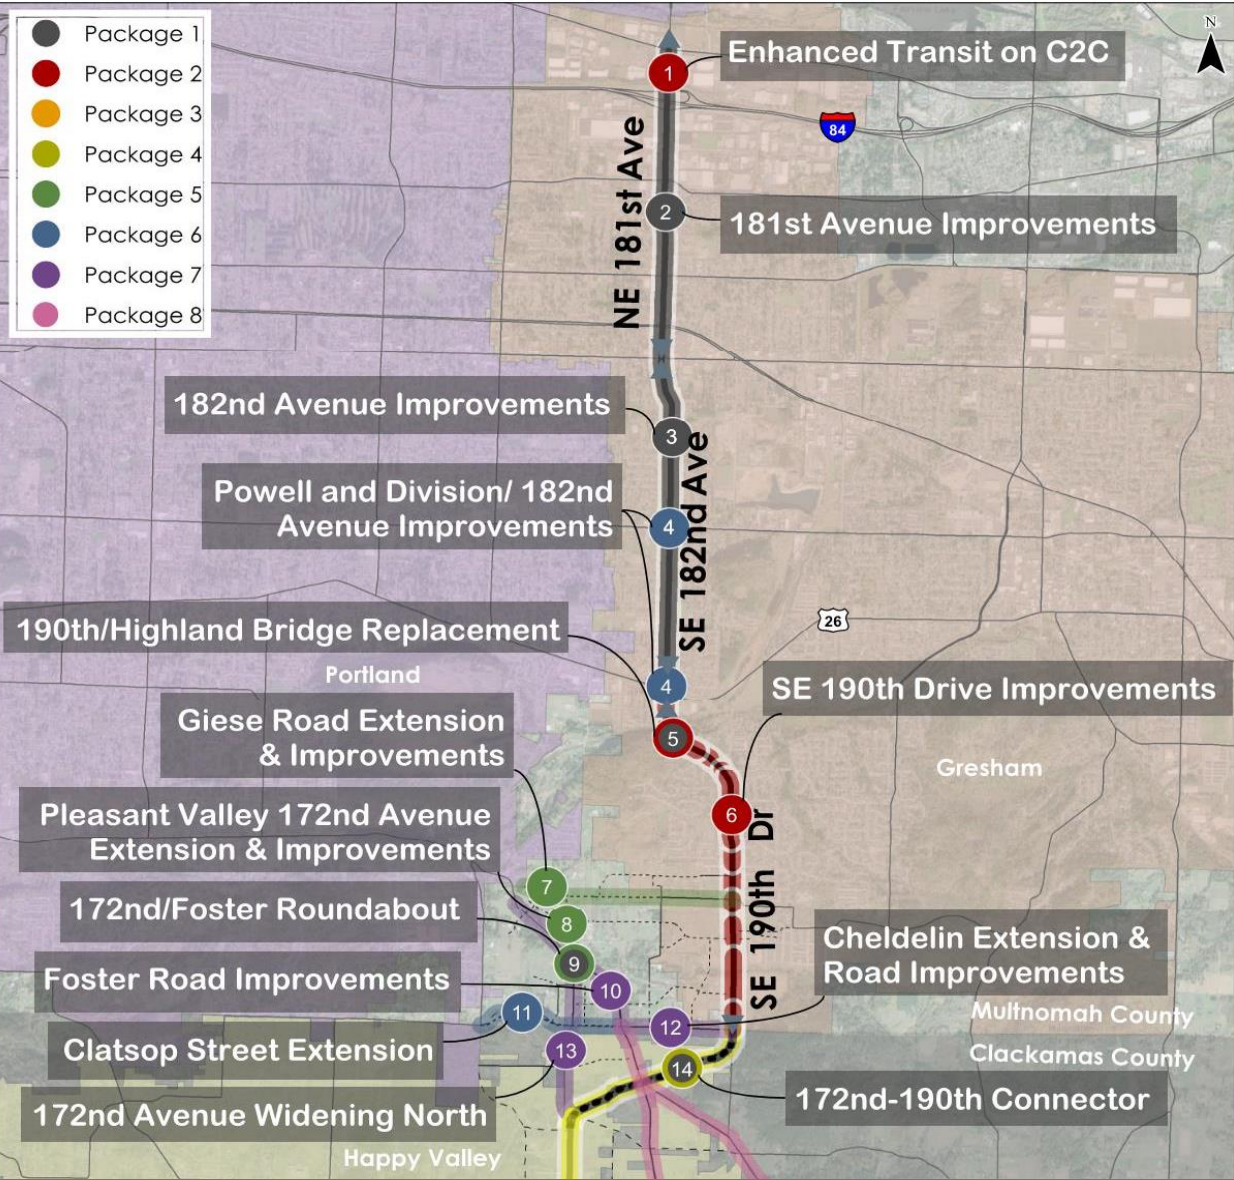 Package 1
Package 2
Package 3
Package 4
Package 5
Package 6
Package 7
Package 8
N
1
Enhanced Transit on C2C
84
NE 181st Ave
2
181st Avenue Improvements
182nd Avenue Improvements
3
Powell and Division/ 182nd
Avenue Improvements
4
SE 182nd Ave
190th/Highland Bridge Replacement
26
Portland
4
SE 190th Drive Improvements
Giese Road Extension
& Improvements
5
Gresham
Pleasant Valley 172nd Avenue
Extension & Improvements
6
SE 190th Dr
7
172nd/Foster Roundabout
8
Cheldelin Extension &
Road Improvements
9
Foster Road Improvements
10
11
12
Multnomah County
Clatsop Street Extension
13
Clackamas County
14
172nd Avenue Widening North
172nd-190th Connector
Happy Valley